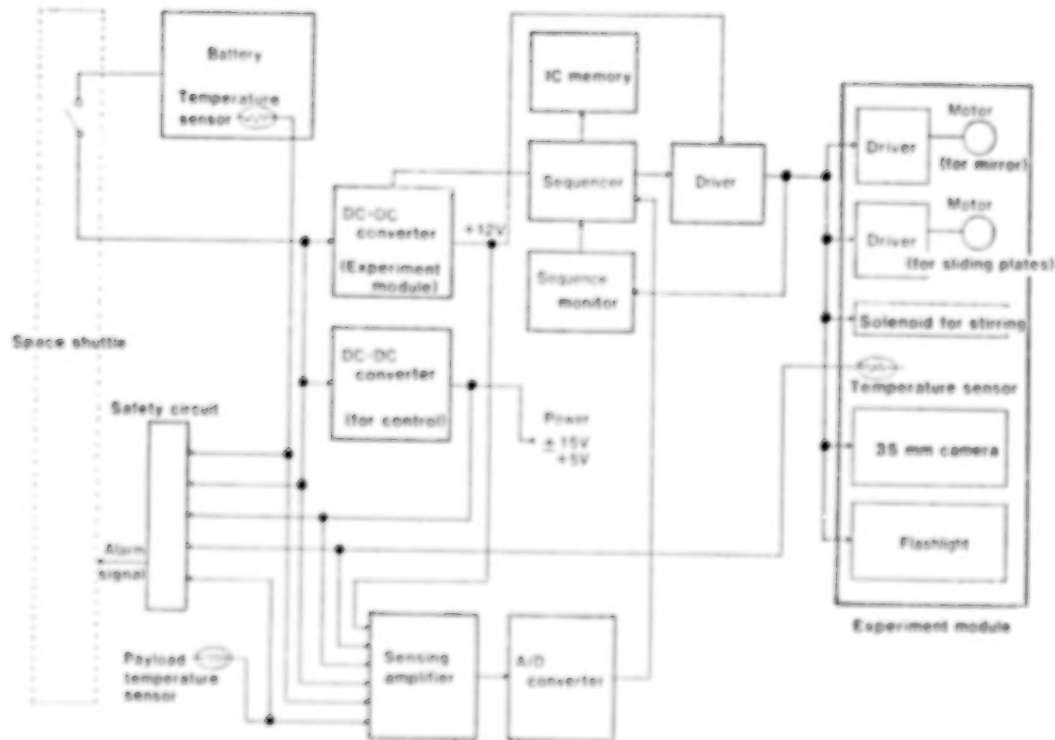 Battery
Temperature
sensor
IC memory
Sequencer
Driver
DC-DC
converter
(Experiment
module)
+12V
Sequence
monitor
Space shuttle
DC-DC
converter
(for control)
Power
±15V
+5V
Safety circuit
Alarm
signal
Payload
temperature
sensor
Sensing
amplifier
A/D
converter
Driver
Motor
(for mirror)
Driver
Motor
(for sliding plates)
Solenoid for stirring
Temperature sensor
35 mm camera
Flashlight
Experiment module